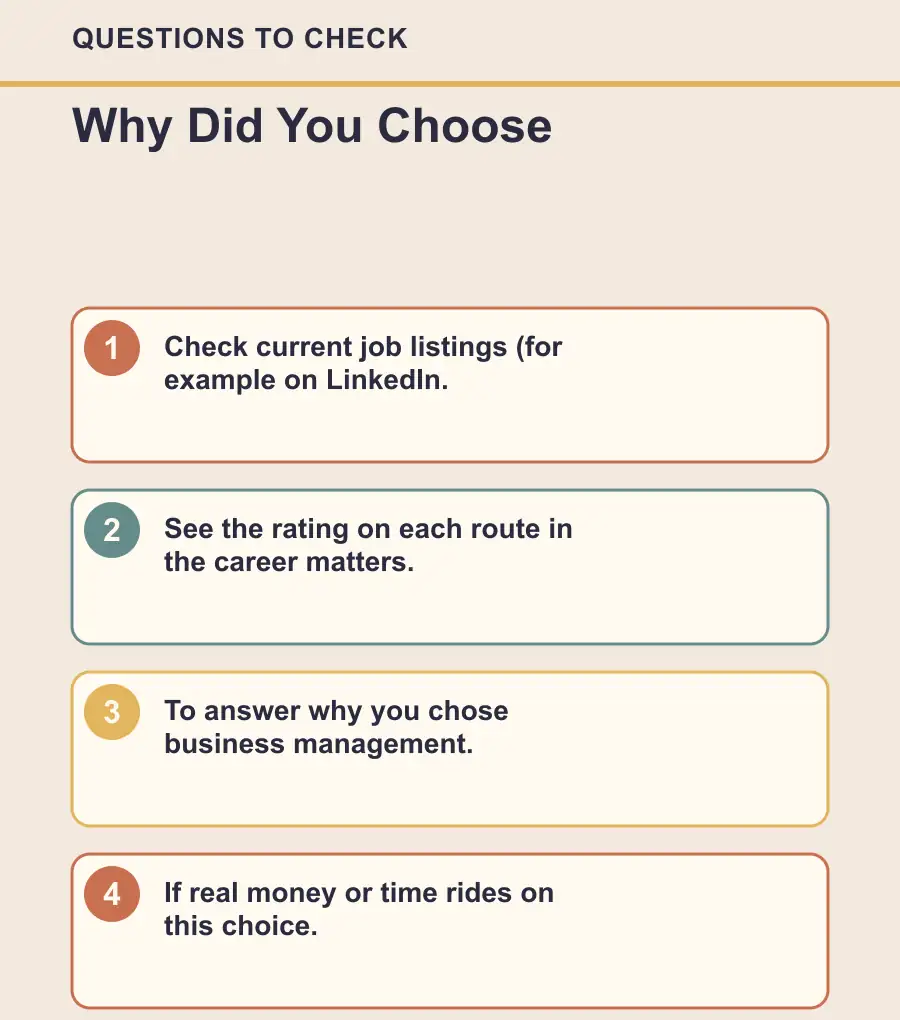 QUESTIONS TO CHECK
Why Did You Choose
1
Check current job listings (for
example on LinkedIn.
2
See the rating on each route in
the career matters.
3
To answer why you chose
business management.
4
If real money or time rides on
this choice.